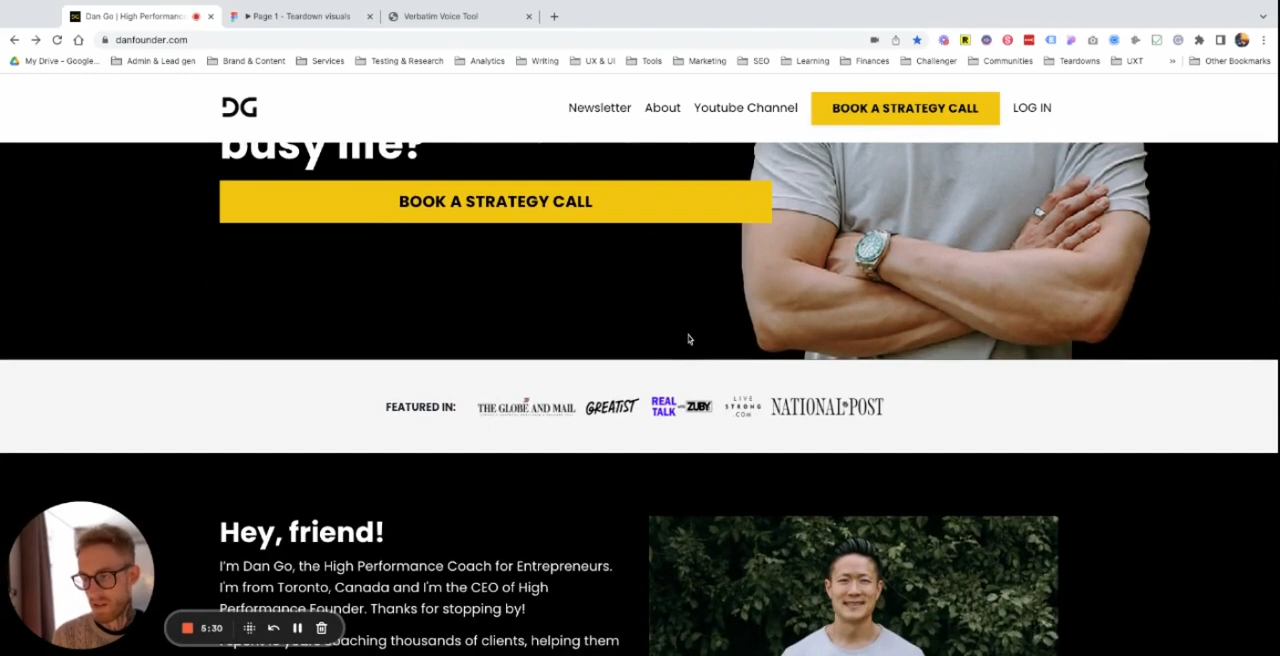 Dan Go | High Performanc
Page 1 - Teardown visuals
Verbatim Voice Tool
danfounder.com
My Drive - Google...
Admin & Lead gen
Brand & Content
Services
Testing & Research
Analytics
Writing
UX & UI
Tools
Marketing
SEO
Learning
Finances
Challenger
Communities
Teardowns
UXT
»
Other Bookmarks
DG
Newsletter
About
Youtube Channel
BOOK A STRATEGY CALL
LOG IN
busy life?
BOOK A STRATEGY CALL
FEATURED IN:
THE GLOBE AND MAIL
GREATIST
REAL
TALK with ZUBY
LIVE
STRONG
.COM
NATIONAL POST
Hey, friend!
I'm Dan Go, the High Performance Coach for Entrepreneurs.
I'm from Toronto, Canada and I'm the CEO of High
Performance Founder. Thanks for stopping by!
coaching thousands of clients, helping them
5:30